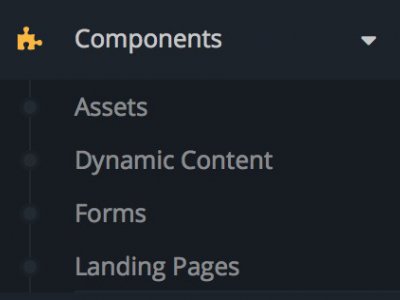 Components
Assets
Dynamic Content
Forms
Landing Pages